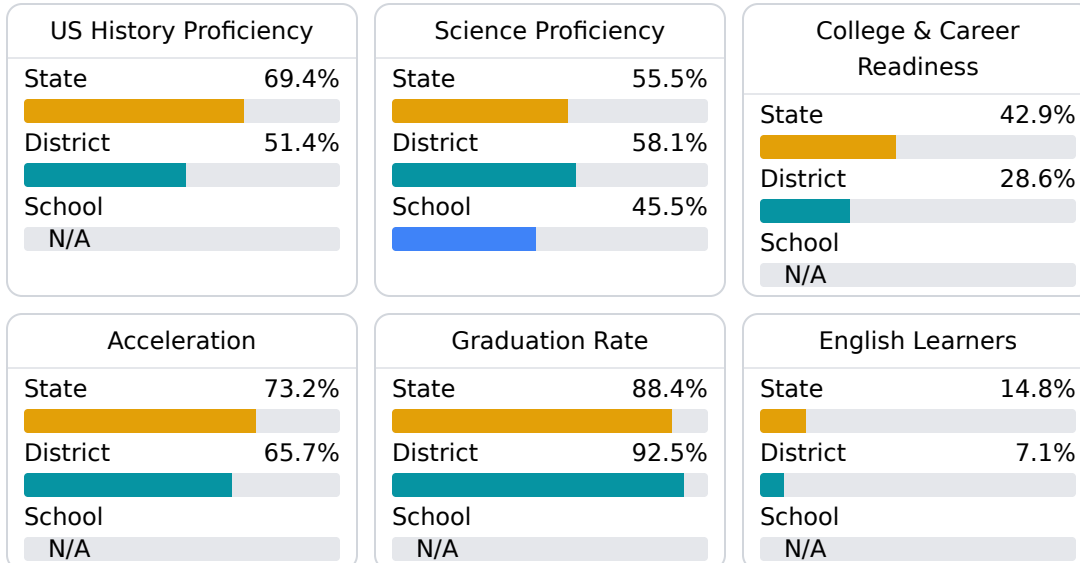 US History Proficiency
State 69.4%
District 51.4%
School
N/A
Science Proficiency
State 55.5%
District 58.1%
School 45.5%
College & Career
Readiness
State 42.9%
District 28.6%
School
N/A
Acceleration
State 73.2%
District 65.7%
School
N/A
Graduation Rate
State 88.4%
District 92.5%
School
N/A
English Learners
State 14.8%
District 7.1%
School
N/A